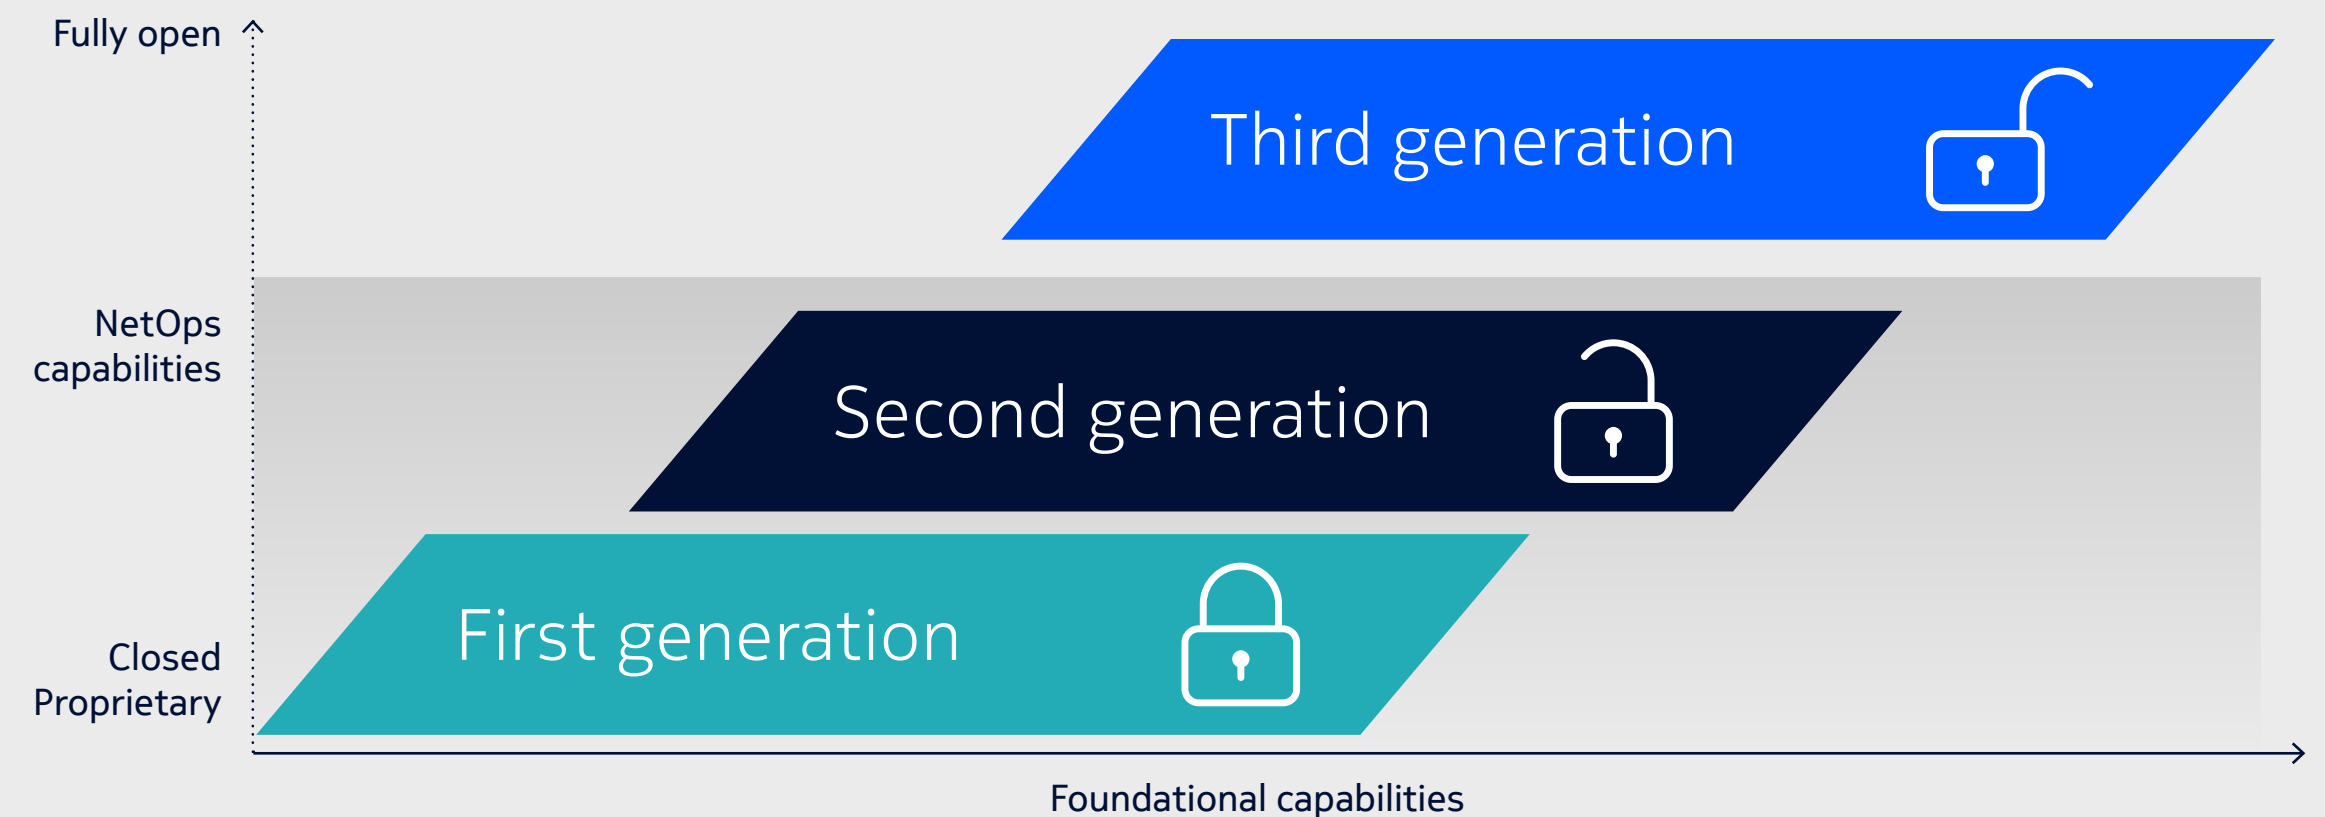 Fully open
Third generation
NetOps
capabilities
Second generation
First generation
Closed
Proprietary
Foundational capabilities